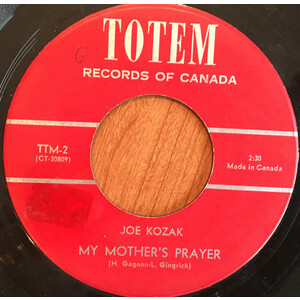 TOTEM
RECORDS OF CANADA
TTM-2
(CT-30809)
2:30
Made in Canada
JOE KOZAK
MY MOTHER'S PRAYER
(H. Gagnon-L. Gingrich)